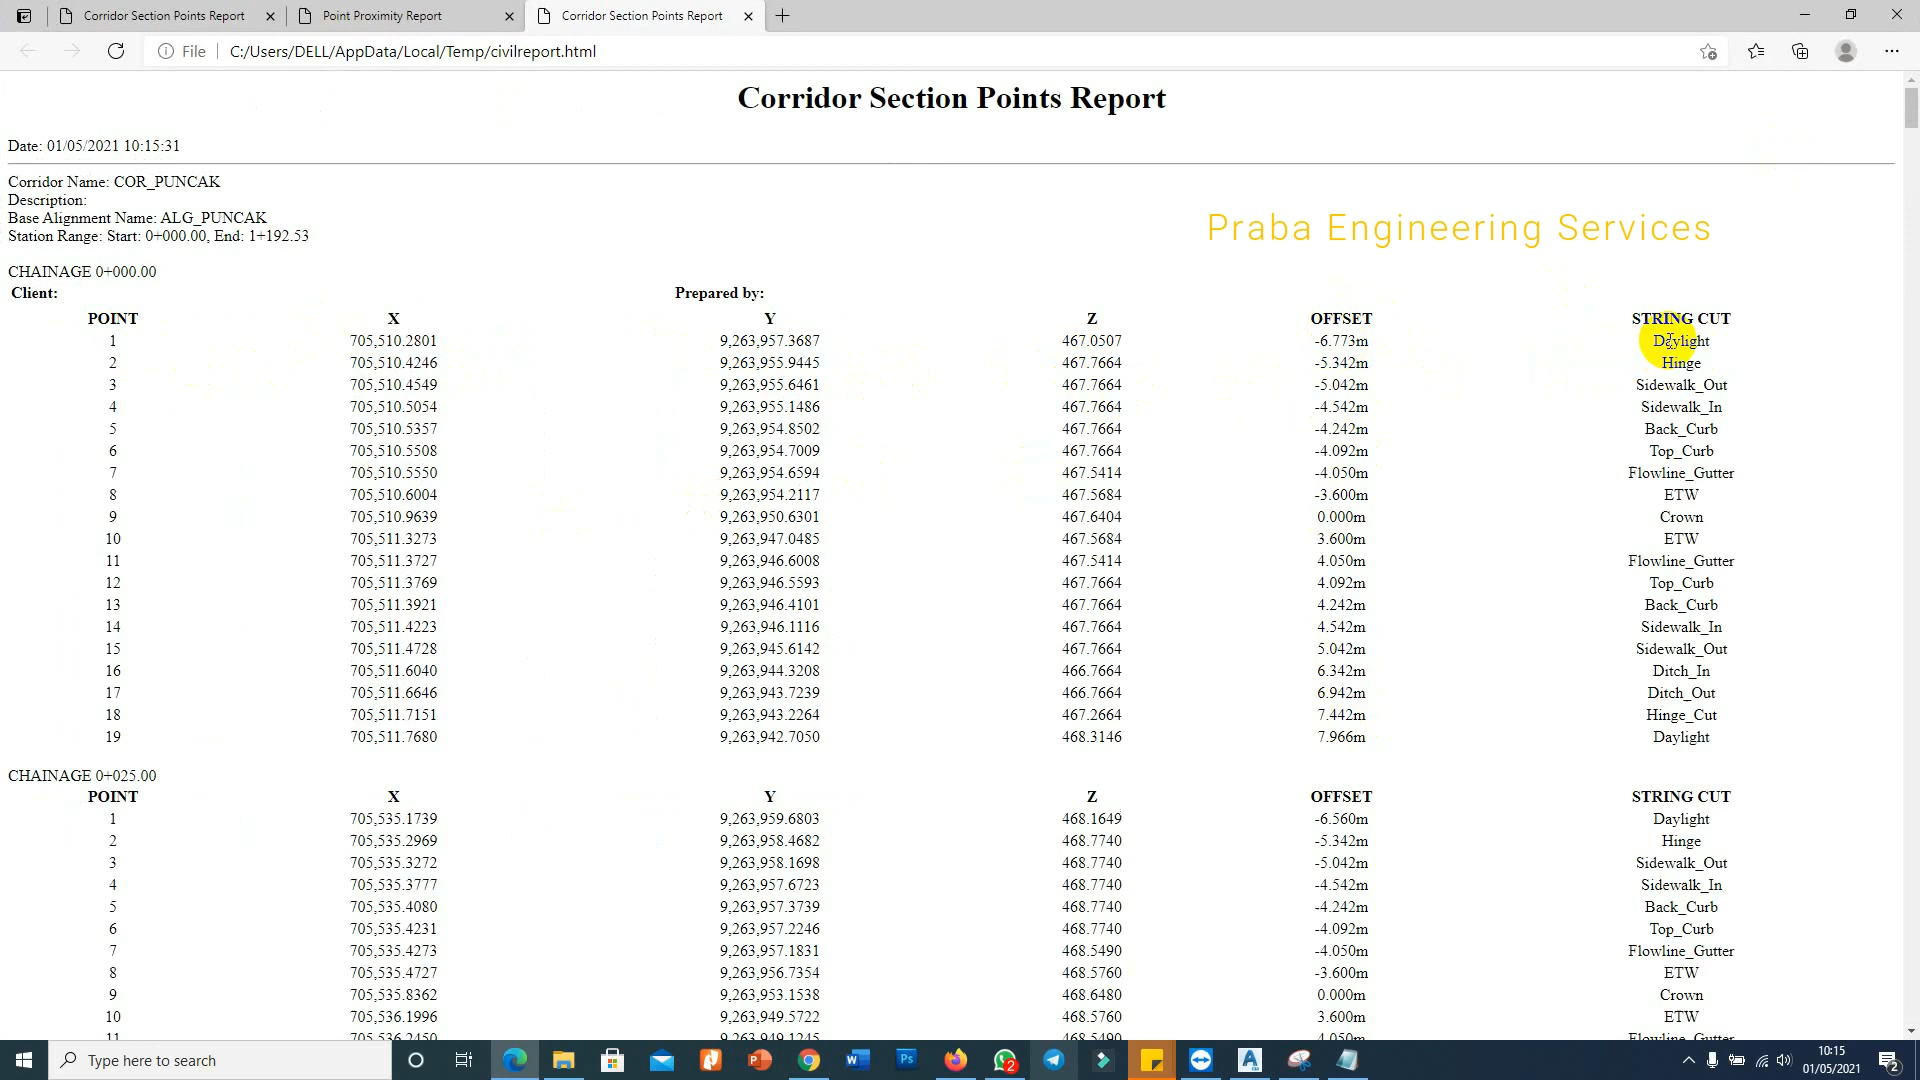 Corridor Section Points Report
Point Proximity Report
Corridor Section Points Report
File C:/Users/DELL/AppData/Local/Temp/civilreport.html
Corridor Section Points Report
Date: 01/05/2021 10:15:31
Corridor Name: COR_PUNCAK
Description:
Base Alignment Name: ALG_PUNCAK
Station Range: Start: 0+000.00, End: 1+192.53
Praba Engineering Services
CHAINAGE 0+000.00
Client: Prepared by:
POINT X Y Z OFFSET STRING CUT
1 705,510.2801 9,263,957.3687 467.0507 -6.773m Daylight
2 705,510.4246 9,263,955.9445 467.7664 -5.342m Hinge
3 705,510.4549 9,263,955.6461 467.7664 -5.042m Sidewalk_Out
4 705,510.5054 9,263,955.1486 467.7664 -4.542m Sidewalk_In
5 705,510.5357 9,263,954.8502 467.7664 -4.242m Back_Curb
6 705,510.5508 9,263,954.7009 467.7664 -4.092m Top_Curb
7 705,510.5550 9,263,954.6594 467.5414 -4.050m Flowline_Gutter
8 705,510.6004 9,263,954.2117 467.5684 -3.600m ETW
9 705,510.9639 9,263,950.6301 467.6404 0.000m Crown
10 705,511.3273 9,263,947.0485 467.5684 3.600m ETW
11 705,511.3727 9,263,946.6008 467.5414 4.050m Flowline_Gutter
12 705,511.3769 9,263,946.5593 467.7664 4.092m Top_Curb
13 705,511.3921 9,263,946.4101 467.7664 4.242m Back_Curb
14 705,511.4223 9,263,946.1116 467.7664 4.542m Sidewalk_In
15 705,511.4728 9,263,945.6142 467.7664 5.042m Sidewalk_Out
16 705,511.6040 9,263,944.3208 466.7664 6.342m Ditch_In
17 705,511.6646 9,263,943.7239 466.7664 6.942m Ditch_Out
18 705,511.7151 9,263,943.2264 467.2664 7.442m Hinge_Cut
19 705,511.7680 9,263,942.7050 468.3146 7.966m Daylight
CHAINAGE 0+025.00
POINT X Y Z OFFSET STRING CUT
1 705,535.1739 9,263,959.6803 468.1649 -6.560m Daylight
2 705,535.2969 9,263,958.4682 468.7740 -5.342m Hinge
3 705,535.3272 9,263,958.1698 468.7740 -5.042m Sidewalk_Out
4 705,535.3777 9,263,957.6723 468.7740 -4.542m Sidewalk_In
5 705,535.4080 9,263,957.3739 468.7740 -4.242m Back_Curb
6 705,535.4231 9,263,957.2246 468.7740 -4.092m Top_Curb
7 705,535.4273 9,263,957.1831 468.5490 -4.050m Flowline_Gutter
8 705,535.4727 9,263,956.7354 468.5760 -3.600m ETW
9 705,535.8362 9,263,953.1538 468.6480 0.000m Crown
10 705,536.1996 9,263,949.5722 468.5760 3.600m ETW
11 705,536.2450 9,263,949.1245 468.5490 4.050m Flowline_Gutter
Type here to search
2
10:15
01/05/2021
2